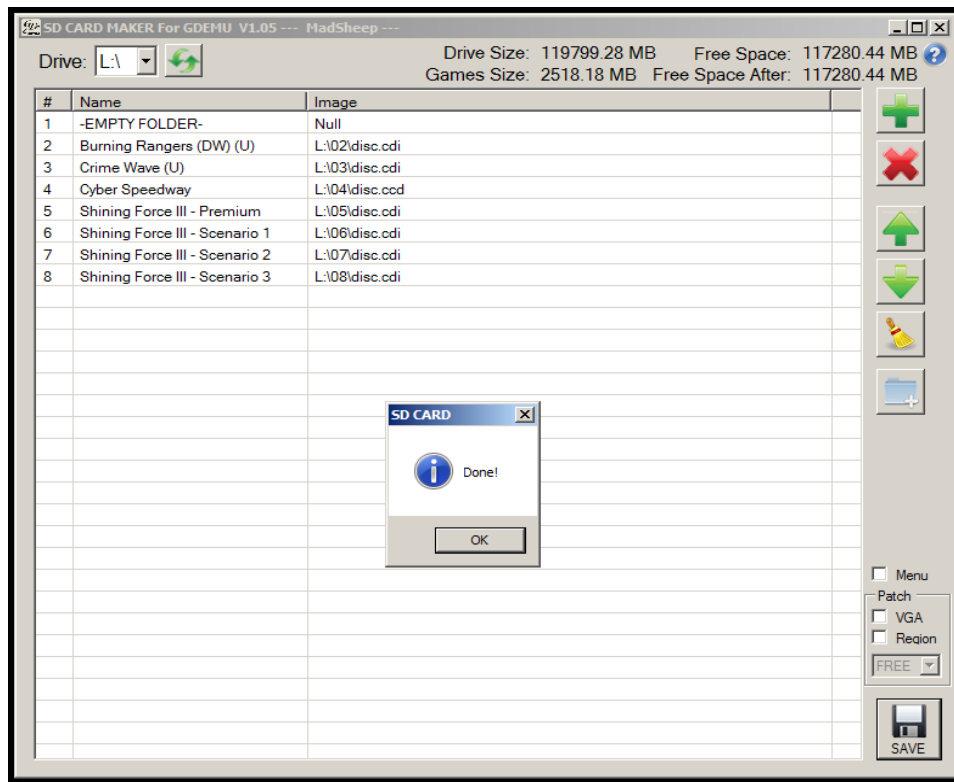 SD CARD MAKER For GDEMU V1.05 --- MadSheep ---
Drive: L:\ Drive Size: 119799.28 MB Free Space: 117280.44 MB
Games Size: 2518.18 MB Free Space After: 117280.44 MB
# Name Image
1 -EMPTY FOLDER- Null
2 Burning Rangers (DW) (U) L:\02\disc.cdi
3 Crime Wave (U) L:\03\disc.cdi
4 Cyber Speedway L:\04\disc.ccd
5 Shining Force III - Premium L:\05\disc.cdi
6 Shining Force III - Scenario 1 L:\06\disc.cdi
7 Shining Force III - Scenario 2 L:\07\disc.cdi
8 Shining Force III - Scenario 3 L:\08\disc.cdi
SD CARD
Done!
OK
Menu
Patch
VGA
Region
FREE
SAVE